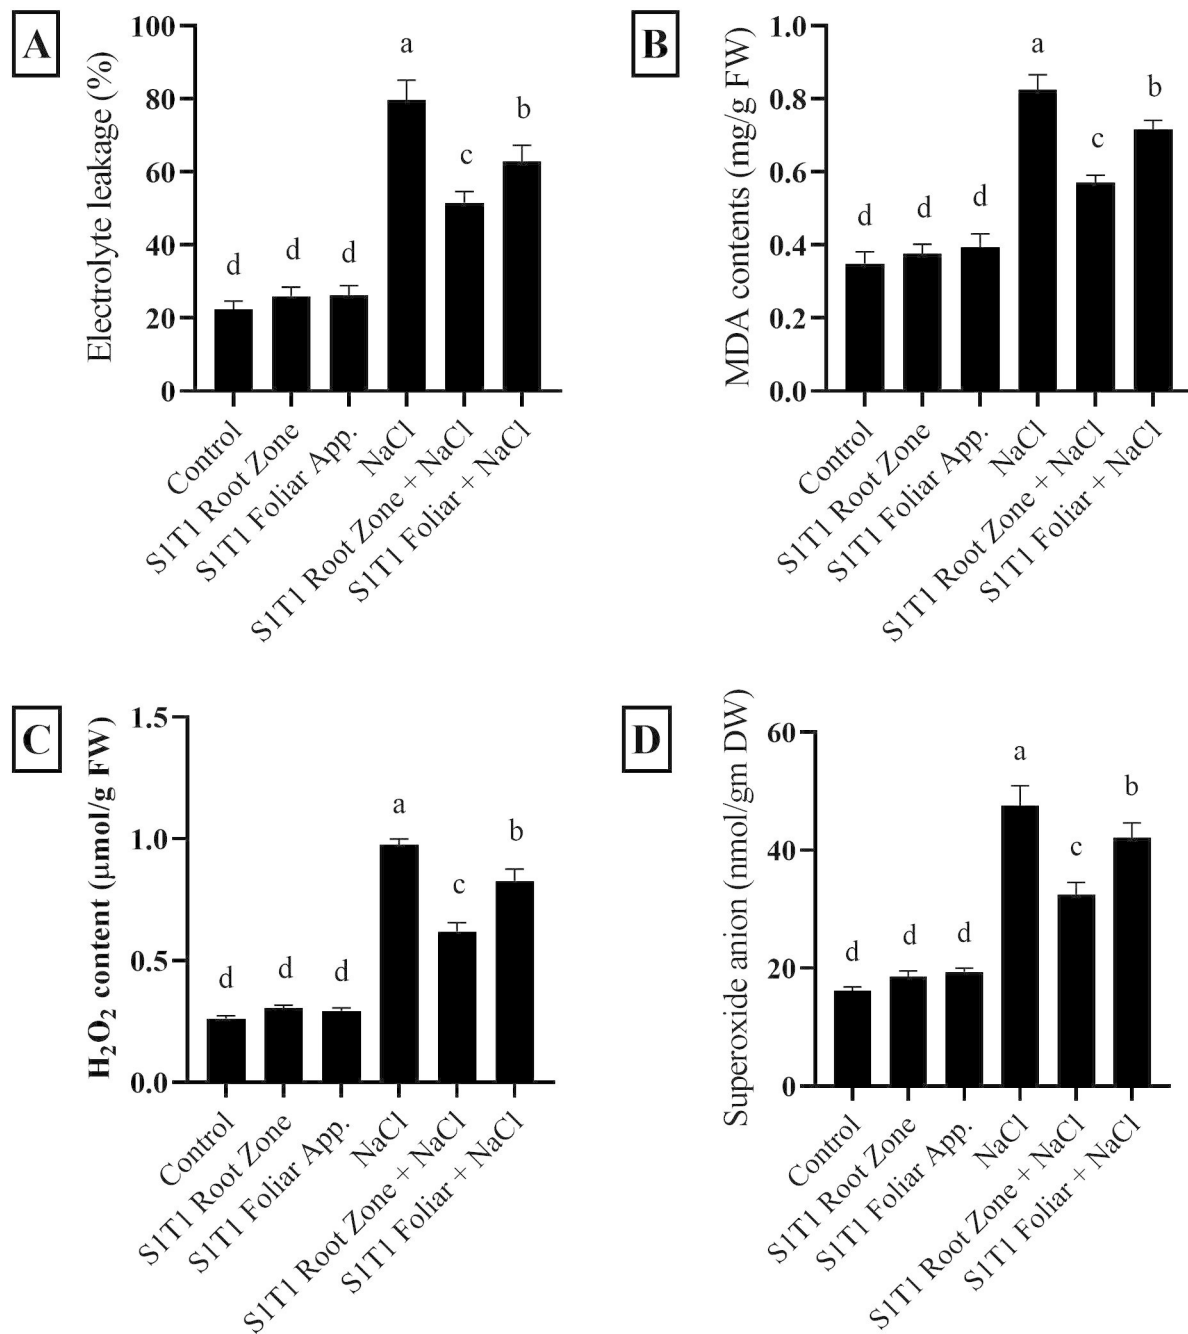 A
Electrolyte leakage (%)
100
80
60
40
20
0
d
d
d
a
c
b
Control
S1T1 Root Zone
S1T1 Foliar App.
NaCl
S1T1 Root Zone + NaCl
S1T1 Foliar + NaCl
B
MDA contents (mg/g FW)
1.0
0.8
0.6
0.4
0.2
0.0
d
d
d
a
c
b
Control
S1T1 Root Zone
S1T1 Foliar App.
NaCl
S1T1 Root Zone + NaCl
S1T1 Foliar + NaCl
C
H₂O₂ content (µmol/g FW)
1.5
1.0
0.5
0.0
d
d
d
a
c
b
Control
S1T1 Root Zone
S1T1 Foliar App.
NaCl
S1T1 Root Zone + NaCl
S1T1 Foliar + NaCl
D
Superoxide anion (nmol/gm DW)
60
40
20
0
d
d
d
a
c
b
Control
S1T1 Root Zone
S1T1 Foliar App.
NaCl
S1T1 Root Zone + NaCl
S1T1 Foliar + NaCl